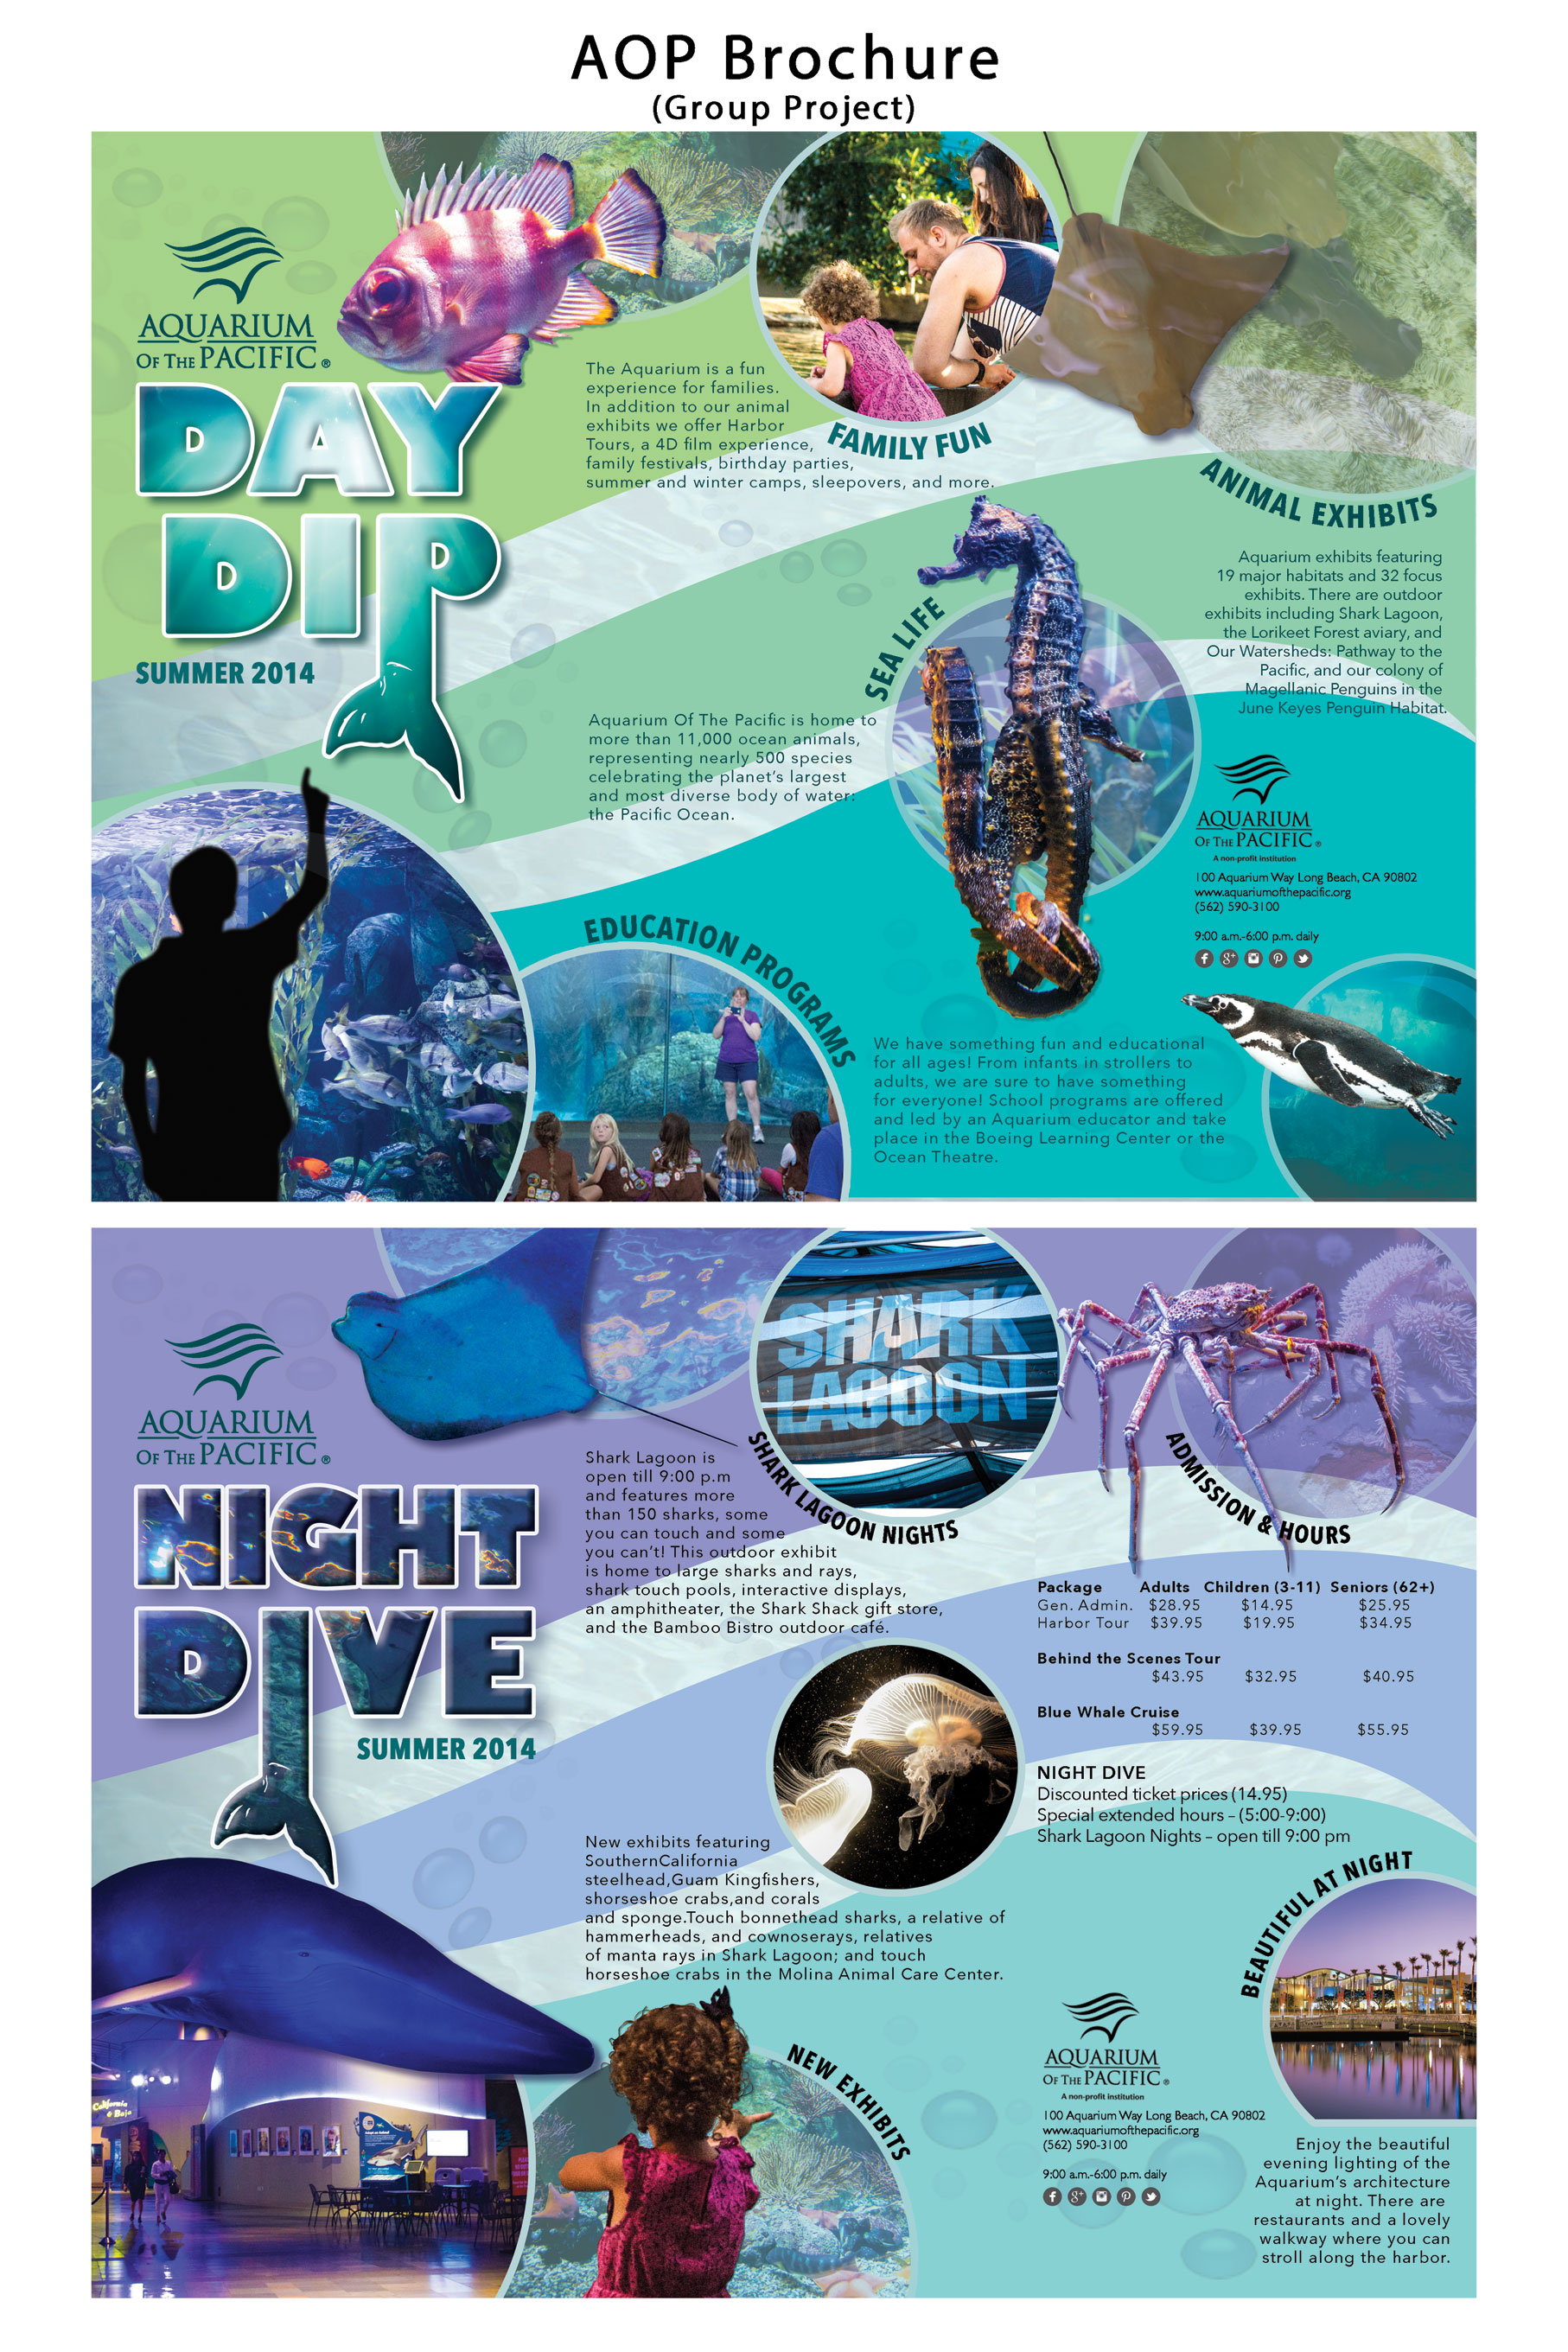 AOP Brochure
(Group Project)
AQUARIUM
OF THE PACIFIC®
DAY
DIP
SUMMER 2014
The Aquarium is a fun
experience for families.
In addition to our animal
exhibits we offer Harbor
Tours, a 4D film experience,
family festivals, birthday parties,
summer and winter camps, sleepovers, and more.
FAMILY FUN
ANIMAL EXHIBITS
Aquarium exhibits featuring
19 major habitats and 32 focus
exhibits. There are outdoor
exhibits including Shark Lagoon,
the Lorikeet Forest aviary, and
Our Watersheds: Pathway to the
Pacific, and our colony of
Magellanic Penguins in the
June Keyes Penguin Habitat.
SEA LIFE
Aquarium Of The Pacific is home to
more than 11,000 ocean animals,
representing nearly 500 species
celebrating the planet's largest
and most diverse body of water:
the Pacific Ocean.
AQUARIUM
OF THE PACIFIC®
A non-profit institution
100 Aquarium Way Long Beach, CA 90802
www.aquariumofthepacific.org
(562) 590-3100
9:00 a.m.-6:00 p.m. daily
EDUCATION PROGRAMS
We have something fun and educational
for all ages! From infants in strollers to
adults, we are sure to have something
for everyone! School programs are offered
and led by an Aquarium educator and take
place in the Boeing Learning Center or the
Ocean Theatre.
AQUARIUM
OF THE PACIFIC®
NIGHT
DIVE
SUMMER 2014
SHARK
LAGOON
SHARK LAGOON NIGHTS
Shark Lagoon is
open till 9:00 p.m
and features more
than 150 sharks, some
you can touch and some
you can't! This outdoor exhibit
is home to large sharks and rays,
shark touch pools, interactive displays,
an amphitheater, the Shark Shack gift store,
and the Bamboo Bistro outdoor café.
ADMISSION & HOURS
Package Adults Children (3-11) Seniors (62+)
Gen. Admin. $28.95 $14.95 $25.95
Harbor Tour $39.95 $19.95 $34.95
Behind the Scenes Tour
$43.95 $32.95 $40.95
Blue Whale Cruise
$59.95 $39.95 $55.95
NIGHT DIVE
Discounted ticket prices (14.95)
Special extended hours – (5:00-9:00)
Shark Lagoon Nights – open till 9:00 pm
New exhibits featuring
SouthernCalifornia
steelhead,Guam Kingfishers,
shorseshoe crabs,and corals
and sponge.Touch bonnethead sharks, a relative of
hammerheads, and cownoserays, relatives
of manta rays in Shark Lagoon; and touch
horseshoe crabs in the Molina Animal Care Center.
NEW EXHIBITS
BEAUTIFUL AT NIGHT
California
& Baja
AQUARIUM
OF THE PACIFIC®
A non-profit institution
100 Aquarium Way Long Beach, CA 90802
www.aquariumofthepacific.org
(562) 590-3100
9:00 a.m.-6:00 p.m. daily
Enjoy the beautiful
evening lighting of the
Aquarium's architecture
at night. There are
restaurants and a lovely
walkway where you can
stroll along the harbor.